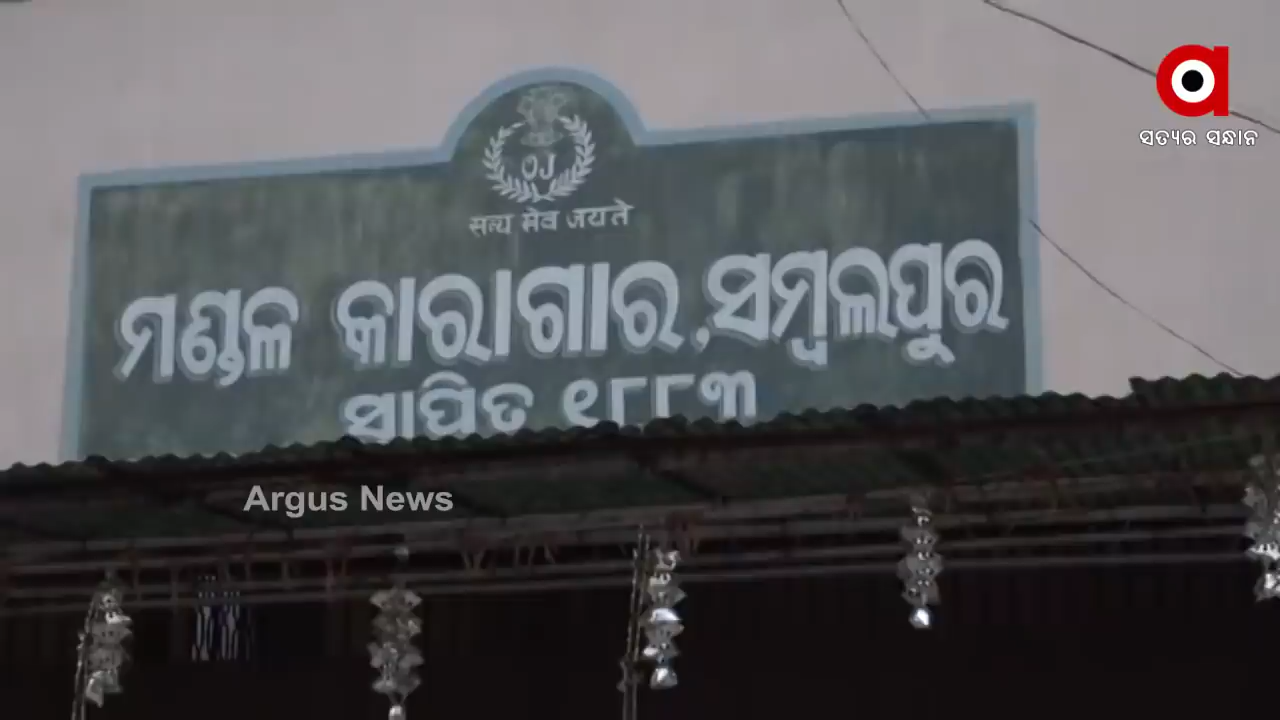 ସତ୍ୟର ସନ୍ଧାନ
OJ
सत्य मेव जयते
ମଣ୍ଡଳ କାରାଗାର,ସମ୍ବଲପୁର
ସ୍ଥାପିତ ୧୮୮୩
Argus News